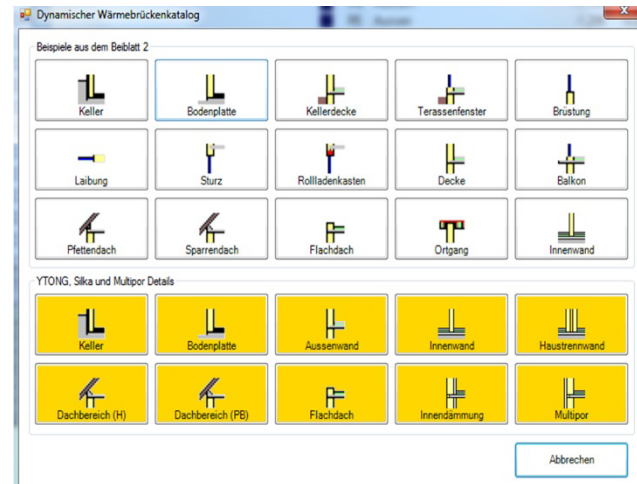 Dynamischer Wärmebrückenkatalog
Beispiele aus dem Beiblatt 2
Keller Bodenplatte Kellerdecke Terassenfenster Brüstung
Laibung Sturz Rollladenkasten Decke Balkon
Pfettendach Sparrendach Flachdach Ortgang Innenwand
YTONG, Silka und Multipor Details
Keller Bodenplatte Aussenwand Innenwand Haustrennwand
Dachbereich (H) Dachbereich (PB) Flachdach Innendämmung Multipor
Abbrechen